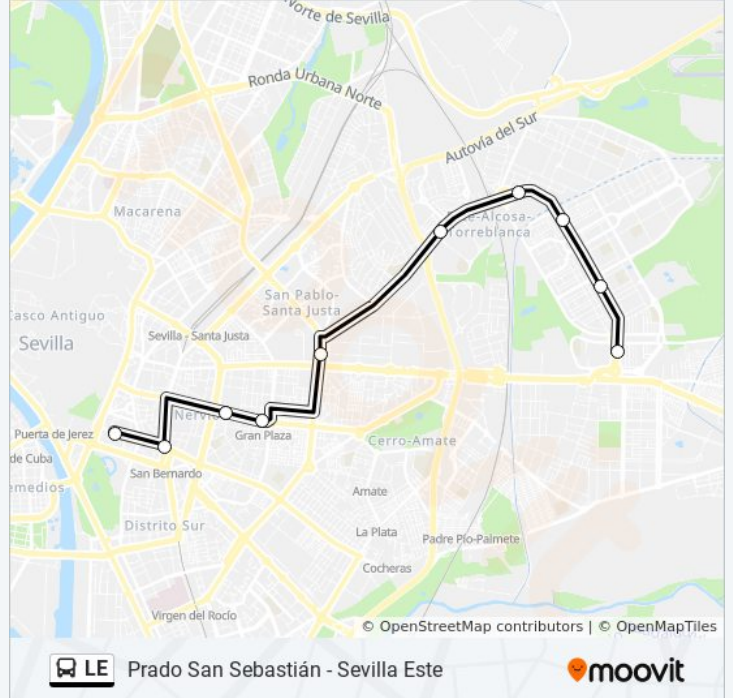 Norte de Sevilla
Ronda Urbana Norte
Autovía del Sur
Macarena
e-Alcosa-
Torreblanca
San Pablo-
Santa Justa
Casco Antiguo
Sevilla
Sevilla - Santa Justa
Nervión
Puerta de Jerez
Gran Plaza
Cerro-Amate
de Cuba
San Bernardo
emedios
Amate
Distrito Sur
La Plata
Padre Pío-Palmete
Cocheras
Virgen del Rocío
© OpenStreetMap contributors | © OpenMapTiles
LE Prado San Sebastián - Sevilla Este
moovit